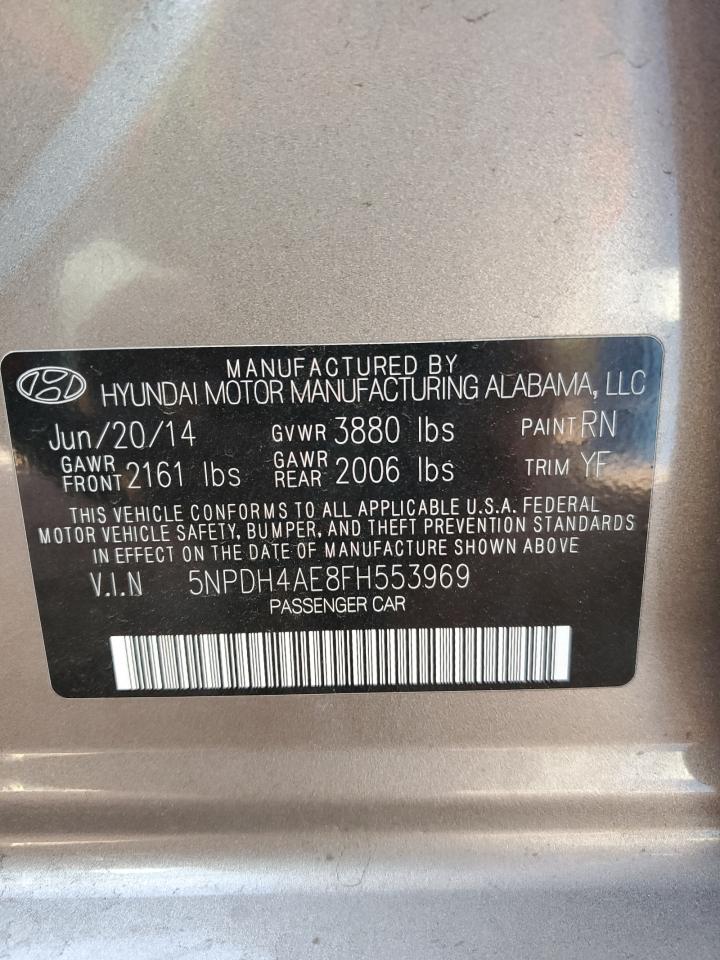 MANUFACTURED BY
HYUNDAI MOTOR MANUFACTURING ALABAMA, LLC
Jun/20/14 GVWR 3880 lbs PAINT RN
GAWR FRONT 2161 lbs GAWR REAR 2006 lbs TRIM YF
THIS VEHICLE CONFORMS TO ALL APPLICABLE U.S.A. FEDERAL
MOTOR VEHICLE SAFETY, BUMPER, AND THEFT PREVENTION STANDARDS
IN EFFECT ON THE DATE OF MANUFACTURE SHOWN ABOVE
V.I.N 5NPDH4AE8FH553969
PASSENGER CAR